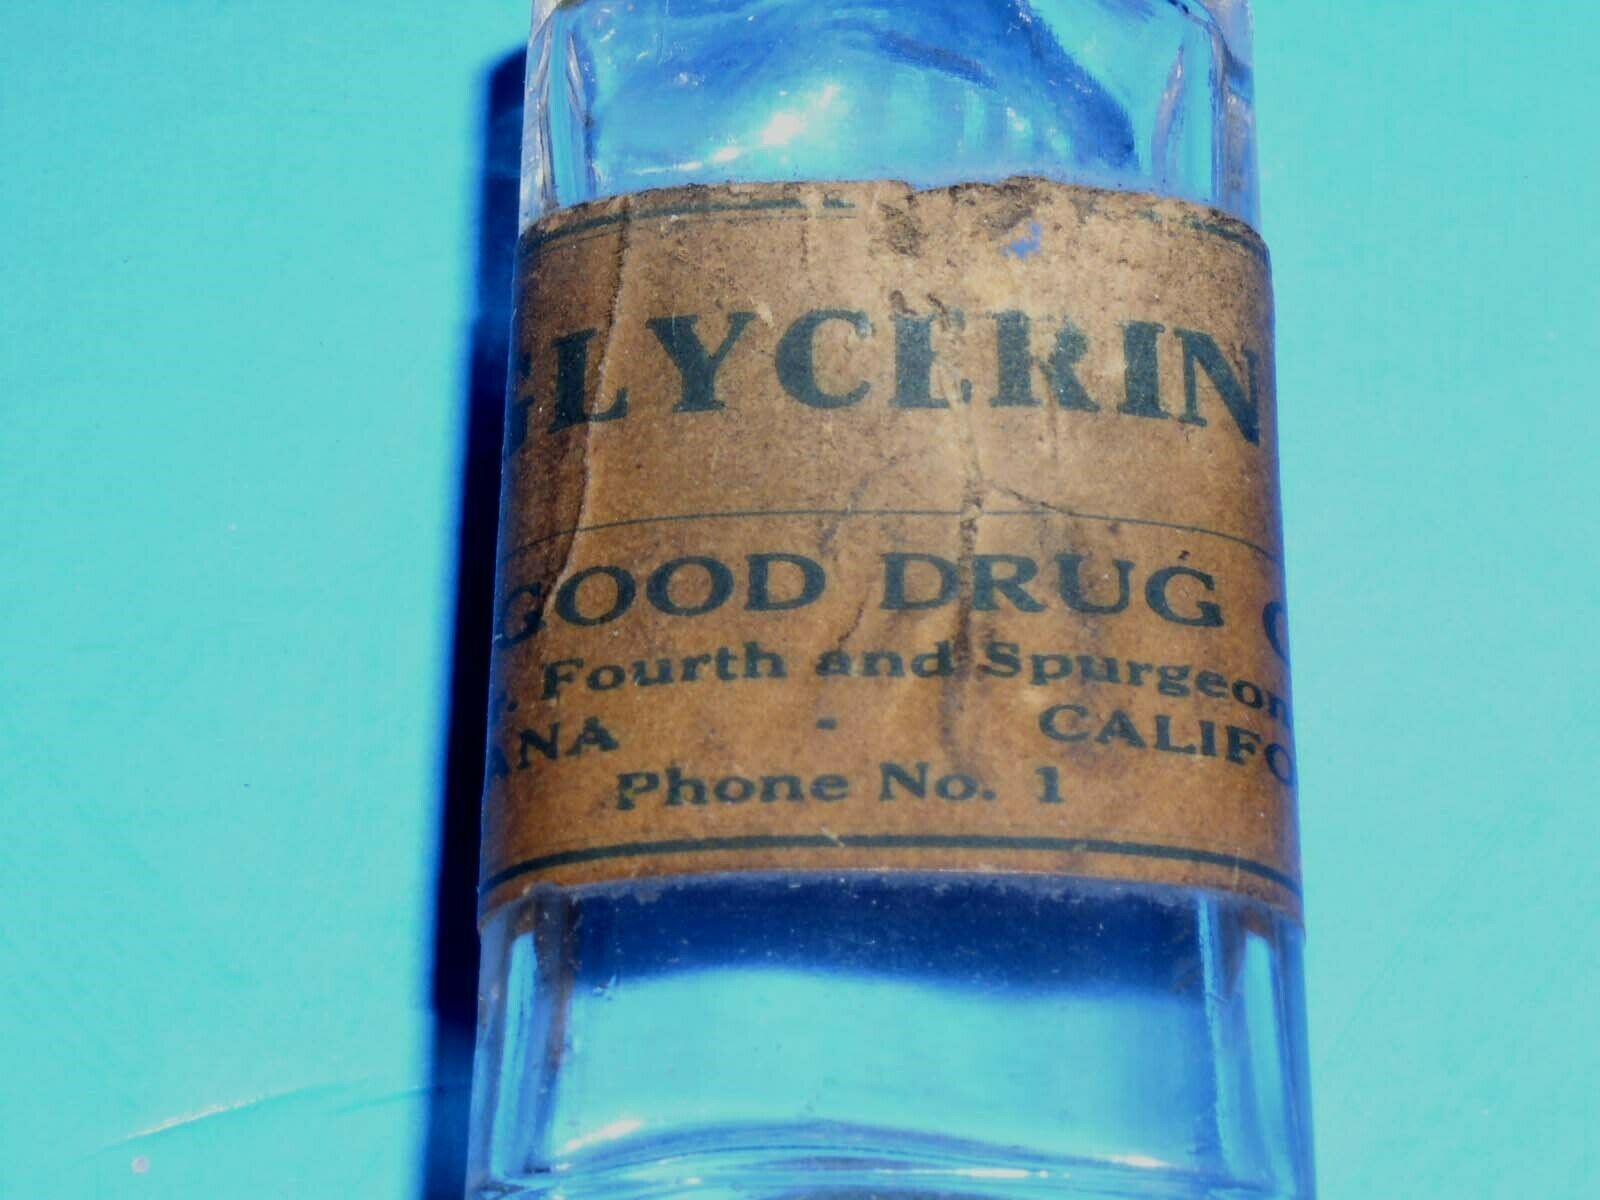 GLYCERIN
GOOD DRUG
Fourth and Spurgeon
ANA - CALIFO
Phone No. 1